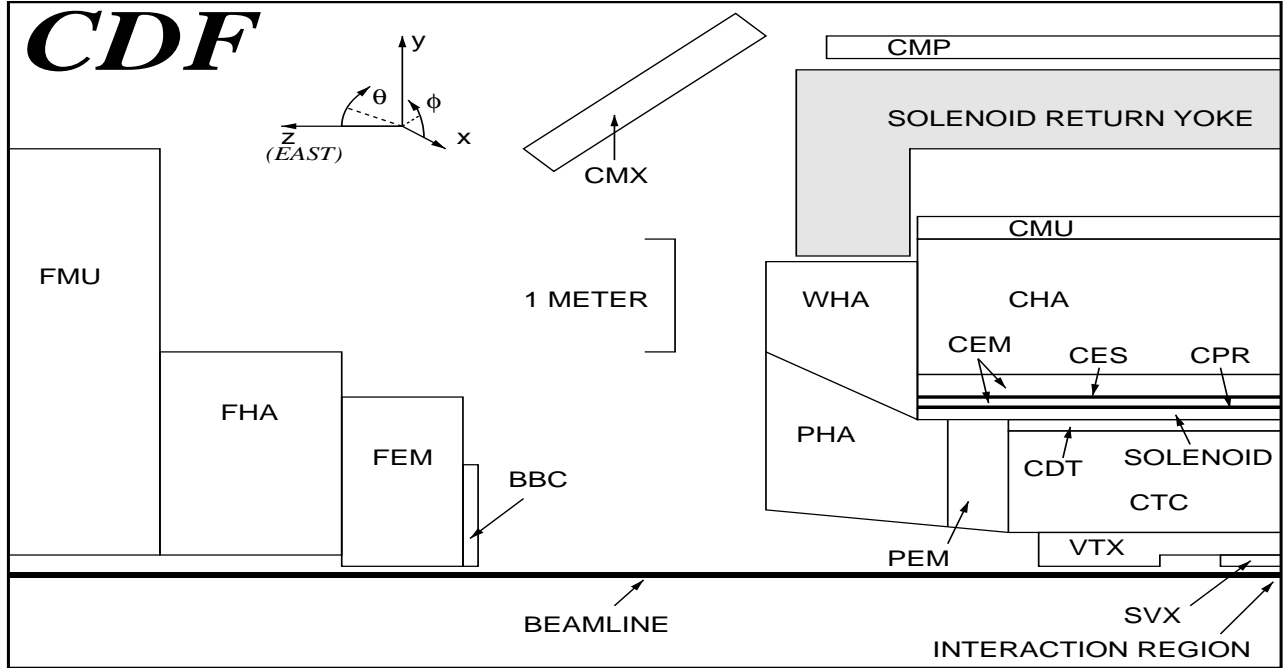 CDF
CMP
y
θ
ϕ
SOLENOID RETURN YOKE
z
x
(EAST)
CMX
CMU
FMU
1 METER
WHA
CHA
CEM
CES
CPR
FHA
PHA
FEM
BBC
CDT
SOLENOID
CTC
PEM
VTX
SVX
BEAMLINE
INTERACTION REGION